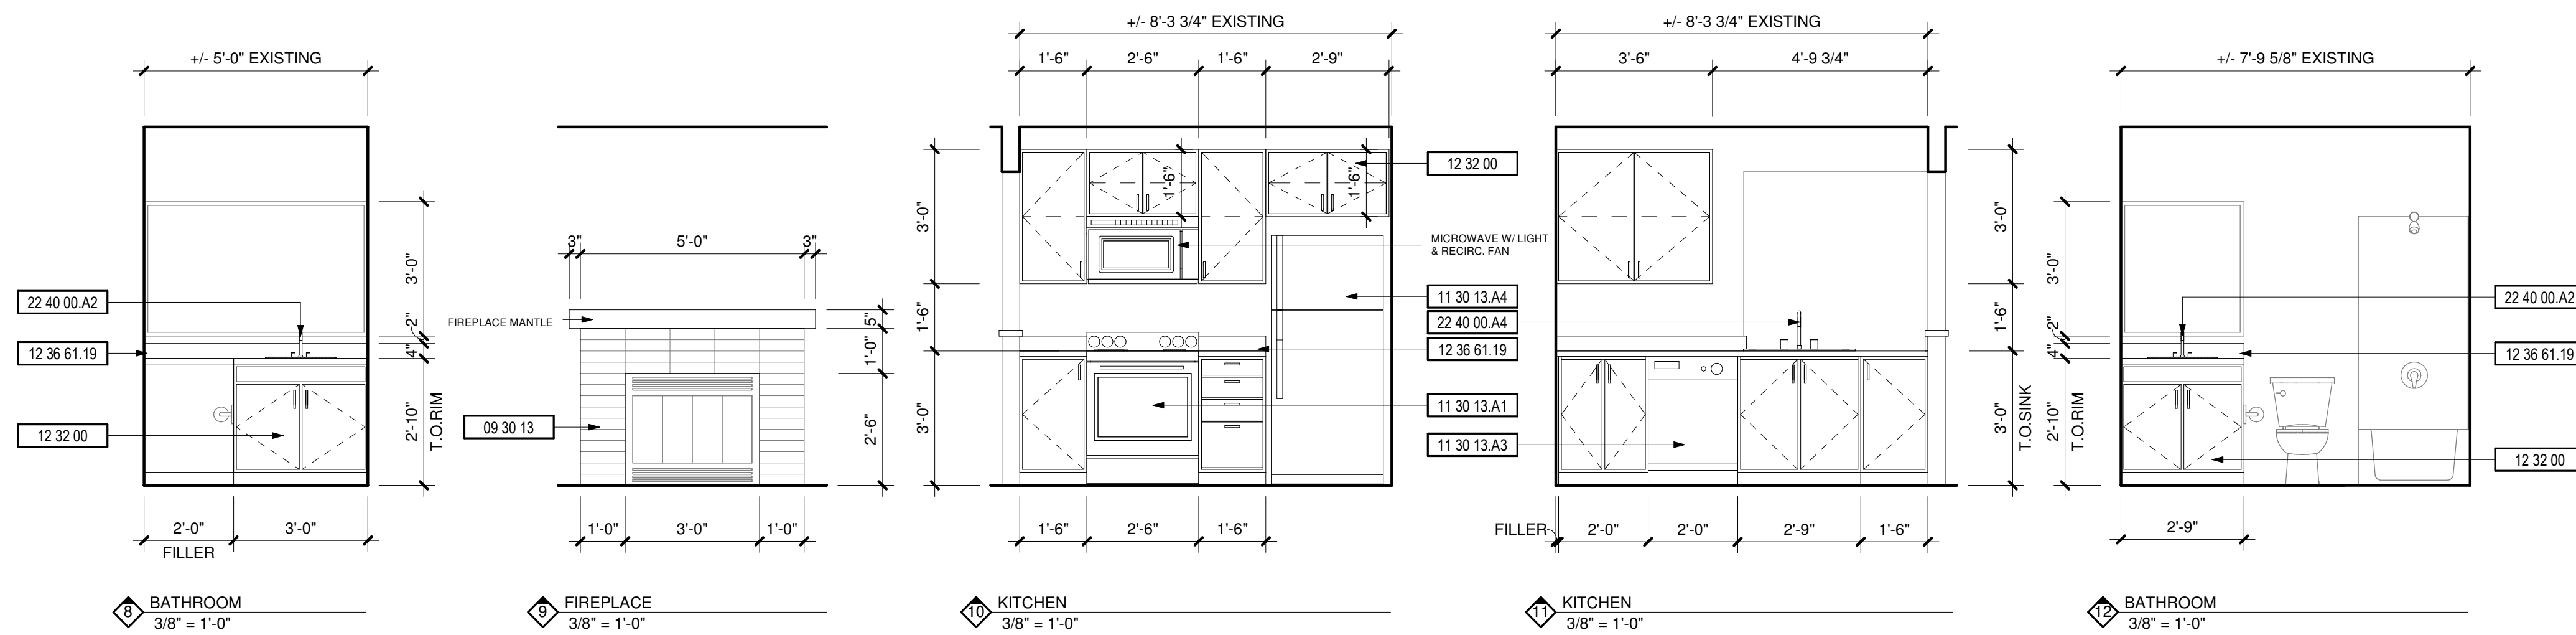 +/- 5'-0" EXISTING
22 40 00.A2
12 36 61.19
12 32 00
3'-0"
2"
4"
2'-10"
T.O.RIM
2'-0"
3'-0"
FILLER
8
BATHROOM
3/8" = 1'-0"
3"
5'-0"
3"
FIREPLACE MANTLE
09 30 13
5"
1'-0"
2'-6"
1'-0"
3'-0"
1'-0"
9
FIREPLACE
3/8" = 1'-0"
+/- 8'-3 3/4" EXISTING
1'-6"
2'-6"
1'-6"
2'-9"
3'-0"
1'-6"
3'-0"
1'-6"
1'-6"
12 32 00
MICROWAVE W/ LIGHT
& RECIRC. FAN
11 30 13.A4
22 40 00.A4
12 36 61.19
11 30 13.A1
11 30 13.A3
1'-6"
2'-6"
1'-6"
10
KITCHEN
3/8" = 1'-0"
+/- 8'-3 3/4" EXISTING
3'-6"
4'-9 3/4"
3'-0"
1'-6"
3'-0"
T.O.SINK
FILLER
2'-0"
2'-0"
2'-9"
1'-6"
11
KITCHEN
3/8" = 1'-0"
+/- 7'-9 5/8" EXISTING
3'-0"
2"
4"
2'-10"
T.O.RIM
22 40 00.A2
12 36 61.19
12 32 00
2'-9"
12
BATHROOM
3/8" = 1'-0"